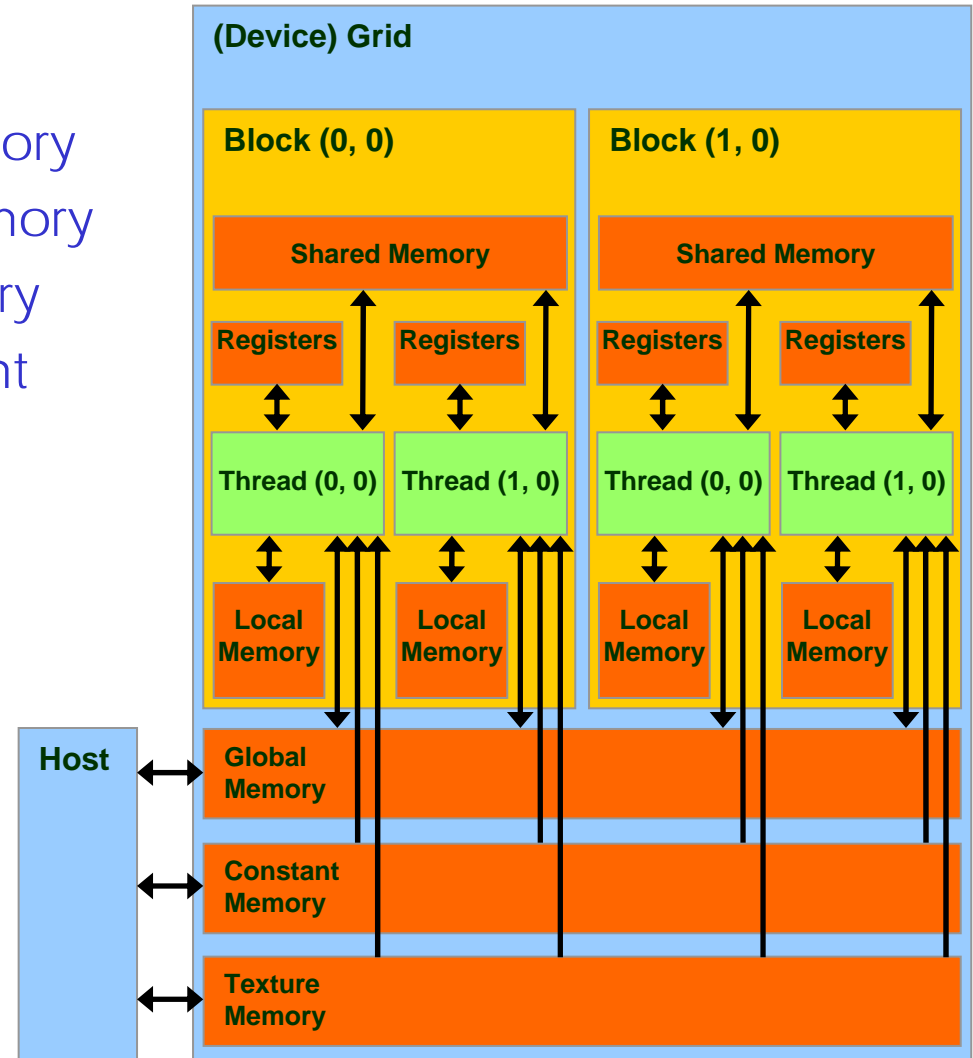 (Device) Grid
ory
nory
ry
nt
Block (0, 0)
Block (1, 0)
Shared Memory
Shared Memory
Registers
Registers
Registers
Registers
Thread (0, 0)
Thread (1, 0)
Thread (0, 0)
Thread (1, 0)
Local
Memory
Local
Memory
Local
Memory
Local
Memory
Host
Global
Memory
Constant
Memory
Texture
Memory